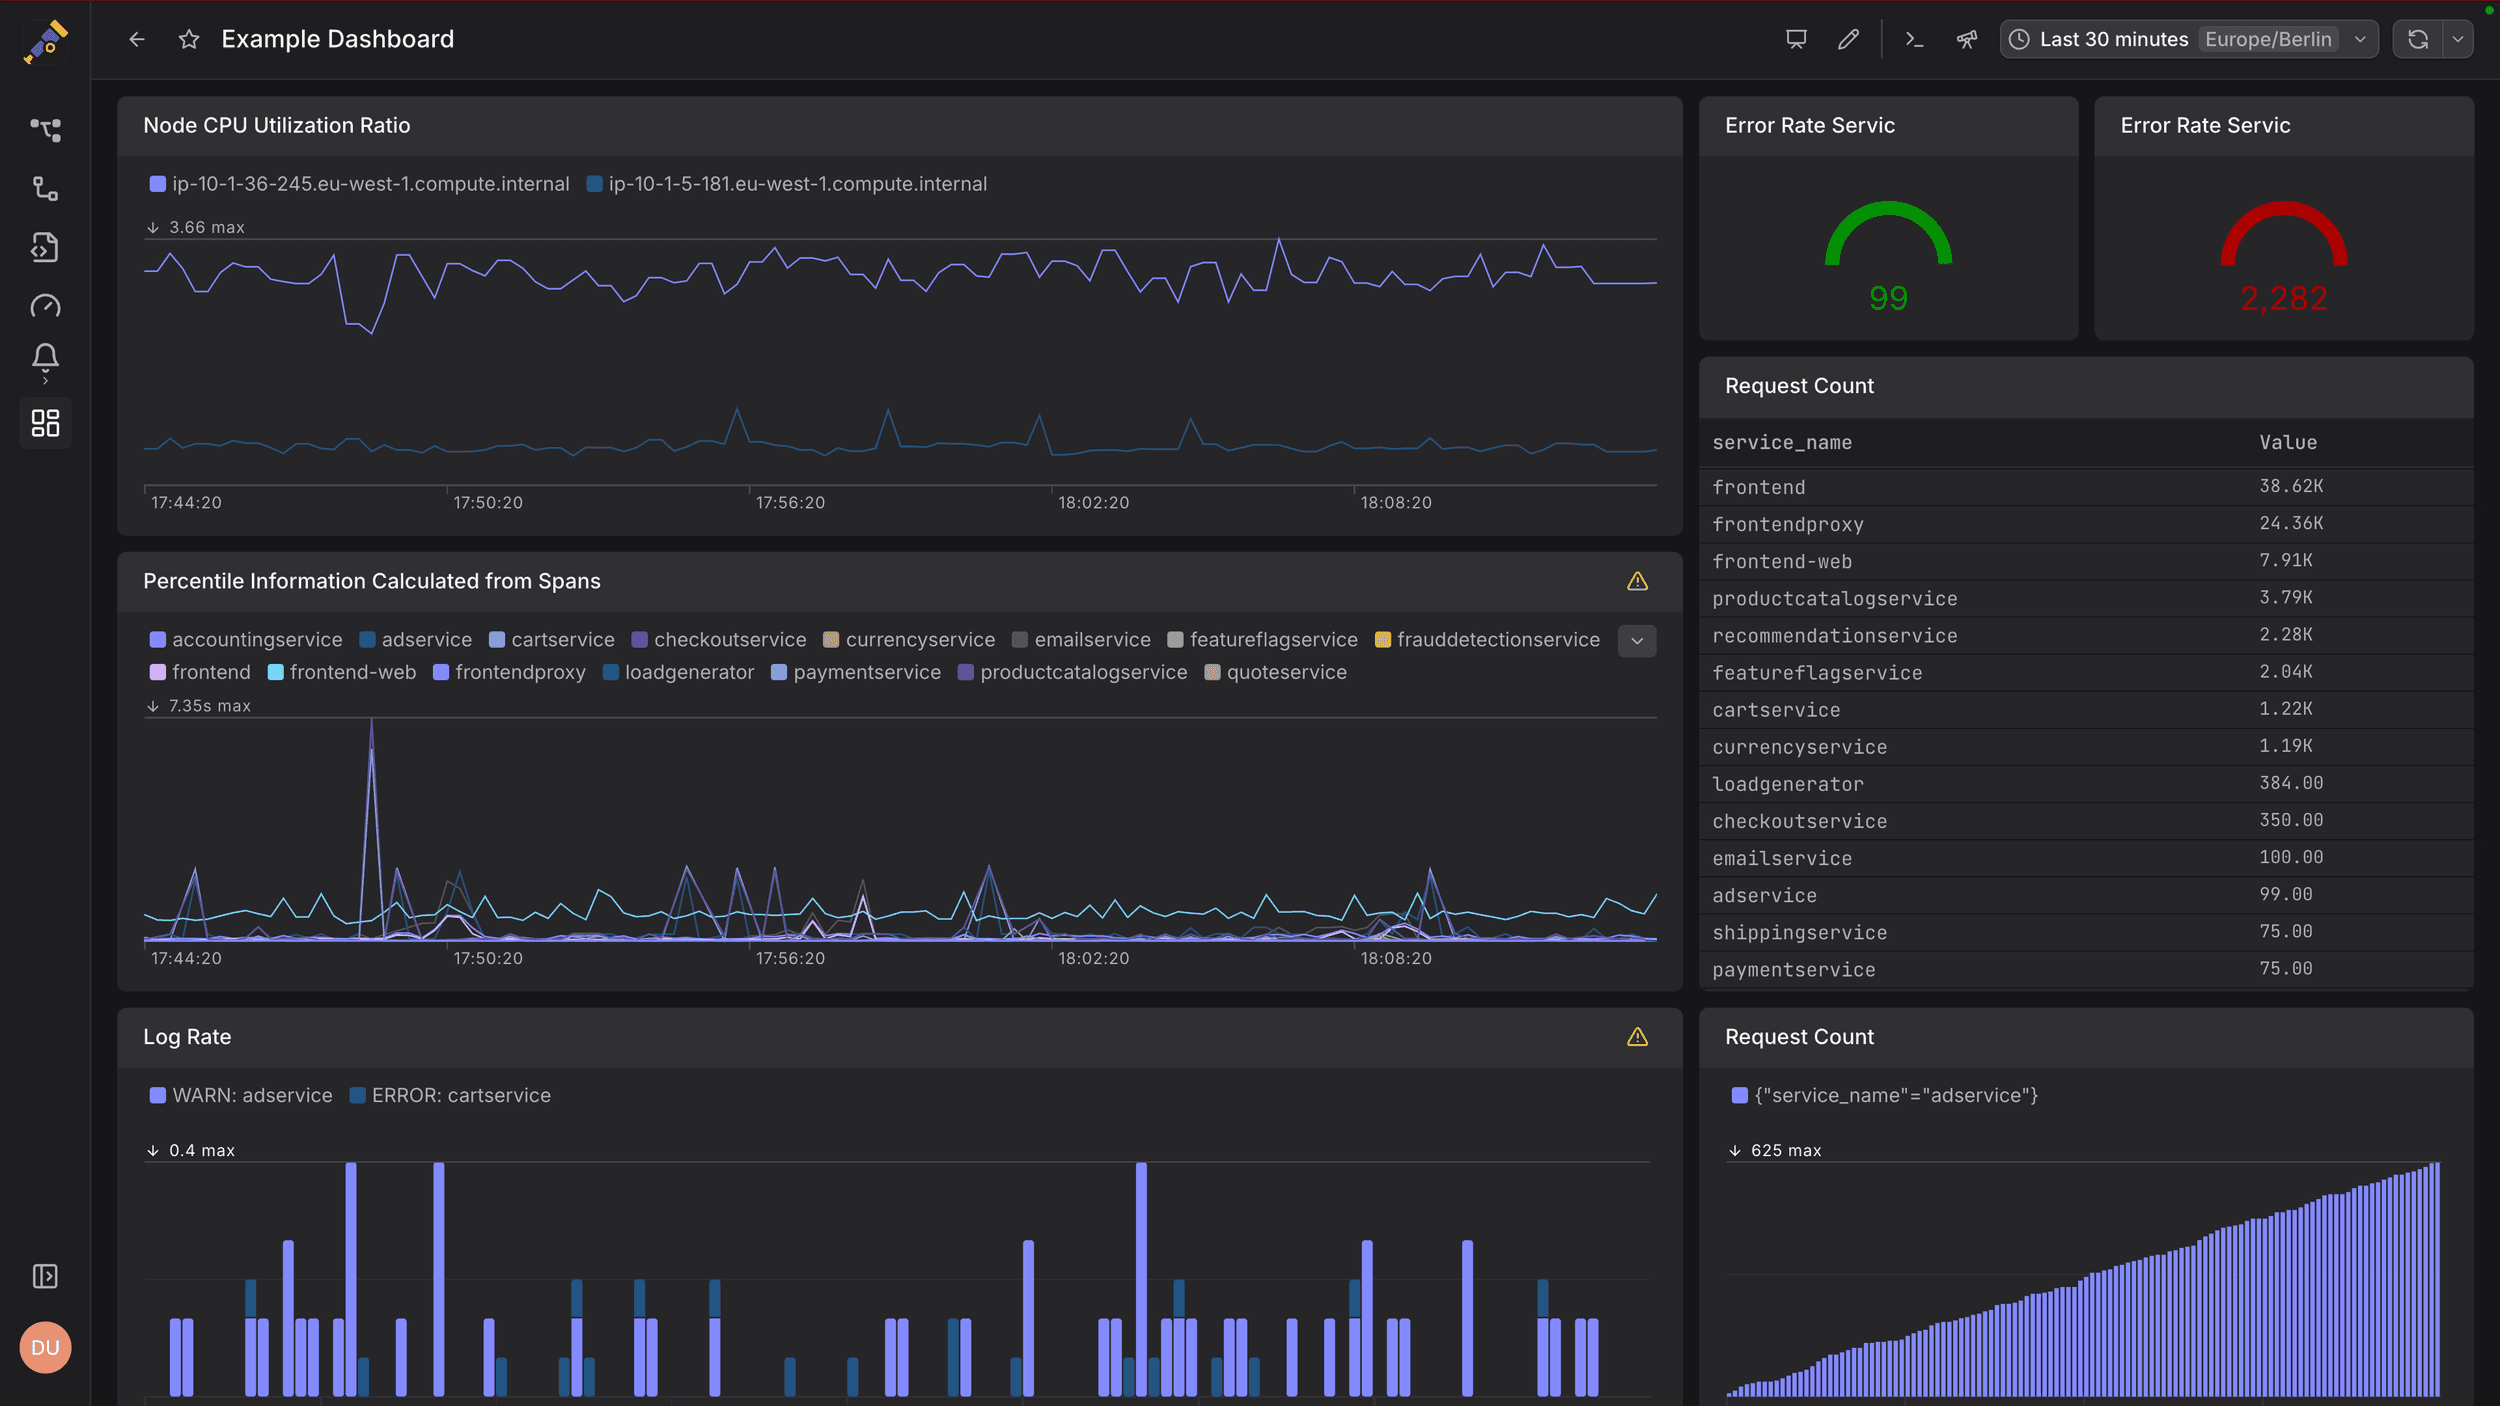 Example Dashboard
Last 30 minutes Europe/Berlin
Node CPU Utilization Ratio
ip-10-1-36-245.eu-west-1.compute.internal ip-10-1-5-181.eu-west-1.compute.internal
3.66 max
17:44:20 17:50:20 17:56:20 18:02:20 18:08:20
Error Rate Servic
99
Error Rate Servic
2,282
Request Count
service_name Value
frontend 38.62K
frontendproxy 24.36K
frontend-web 7.91K
productcatalogservice 3.79K
recommendationservice 2.28K
featureflagservice 2.04K
cartservice 1.22K
currencyservice 1.19K
loadgenerator 384.00
checkoutservice 350.00
emailservice 100.00
adservice 99.00
shippingservice 75.00
paymentservice 75.00
Percentile Information Calculated from Spans
accountingservice adservice cartservice checkoutservice currencyservice emailservice featureflagservice frauddetectionservice
frontend frontend-web frontendproxy loadgenerator paymentservice productcatalogservice quoteservice
7.35s max
17:44:20 17:50:20 17:56:20 18:02:20 18:08:20
Log Rate
WARN: adservice ERROR: cartservice
0.4 max
Request Count
{"service_name"="adservice"}
625 max
DU